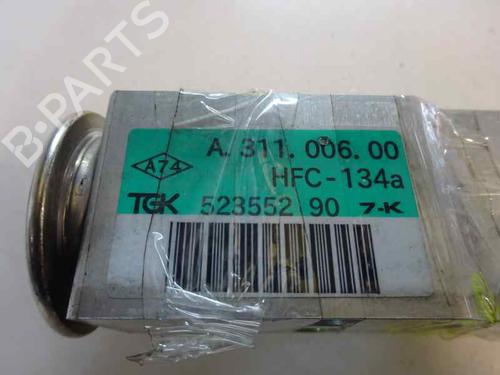 A. 311. 006. 00
A74
HFC-134a
TGK 523552 90 7-K
B-PARTS